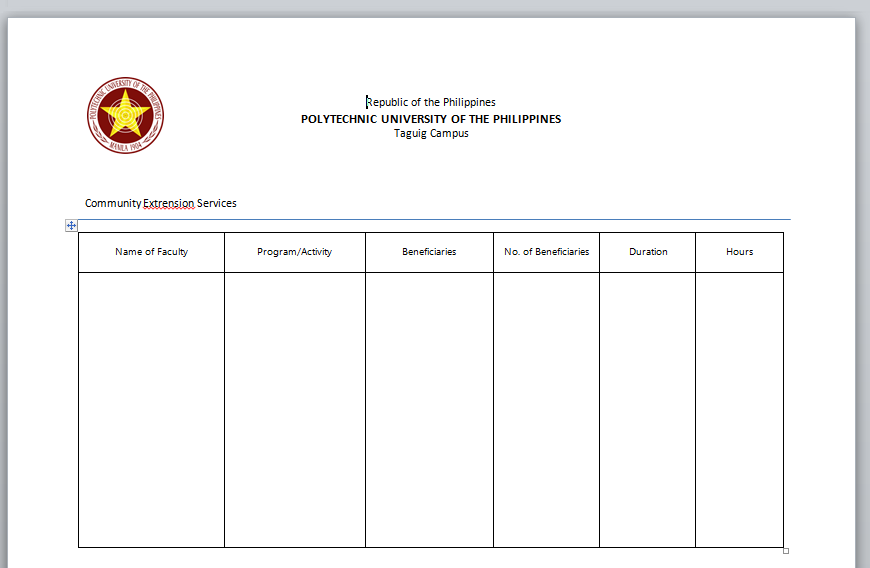 POLYTECHNIC UNIVERSITY OF THE PHILIPPINES
MANILA 1904
Republic of the Philippines
POLYTECHNIC UNIVERSITY OF THE PHILIPPINES
Taguig Campus
Community Extrension Services
Name of Faculty Program/Activity Beneficiaries No. of Beneficiaries Duration Hours